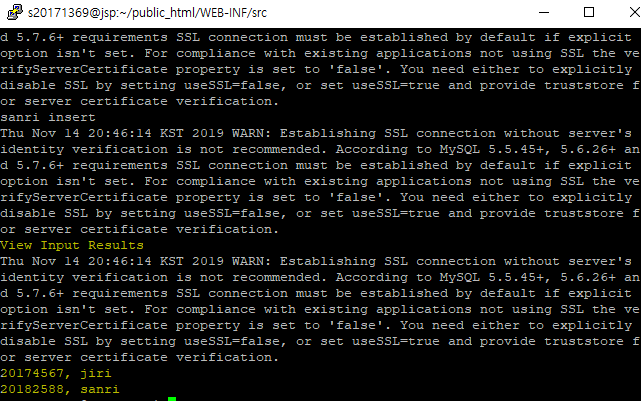 s20171369@jsp:~/public_html/WEB-INF/src
d 5.7.6+ requirements SSL connection must be established by default if explicit
option isn't set. For compliance with existing applications not using SSL the ve
rifyServerCertificate property is set to 'false'. You need either to explicitly
disable SSL by setting useSSL=false, or set useSSL=true and provide truststore f
or server certificate verification.
sanri insert
Thu Nov 14 20:46:14 KST 2019 WARN: Establishing SSL connection without server's
identity verification is not recommended. According to MySQL 5.5.45+, 5.6.26+ an
d 5.7.6+ requirements SSL connection must be established by default if explicit
option isn't set. For compliance with existing applications not using SSL the ve
rifyServerCertificate property is set to 'false'. You need either to explicitly
disable SSL by setting useSSL=false, or set useSSL=true and provide truststore f
or server certificate verification.
View Input Results
Thu Nov 14 20:46:14 KST 2019 WARN: Establishing SSL connection without server's
identity verification is not recommended. According to MySQL 5.5.45+, 5.6.26+ an
d 5.7.6+ requirements SSL connection must be established by default if explicit
option isn't set. For compliance with existing applications not using SSL the ve
rifyServerCertificate property is set to 'false'. You need either to explicitly
disable SSL by setting useSSL=false, or set useSSL=true and provide truststore f
or server certificate verification.
20174567, jiri
20182588, sanri